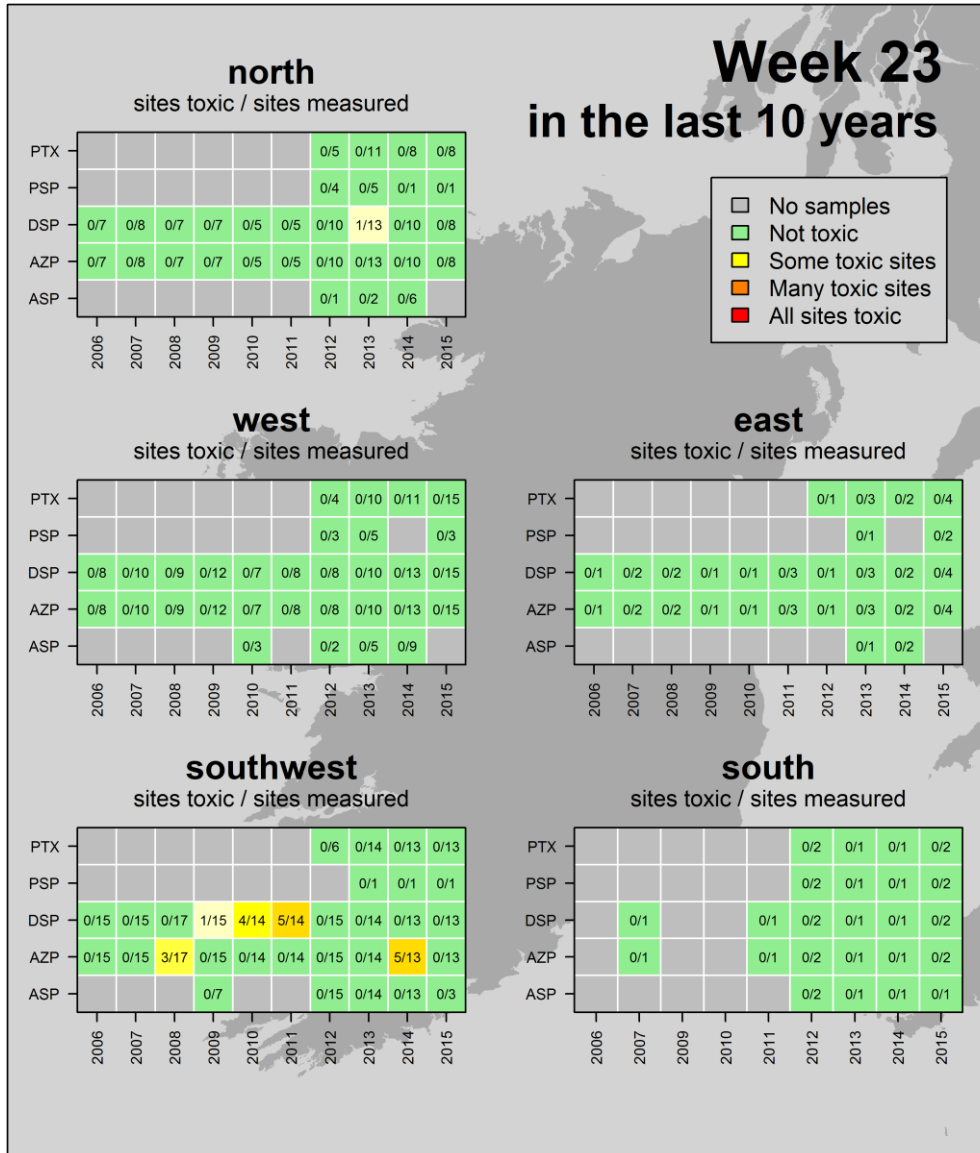 Week 23
in the last 10 years
No samples
Not toxic
Some toxic sites
Many toxic sites
All sites toxic
north
sites toxic / sites measured
PTX 0/5 0/11 0/8 0/8
PSP 0/4 0/5 0/1 0/1
DSP 0/7 0/8 0/7 0/7 0/5 0/5 0/10 1/13 0/10 0/8
AZP 0/7 0/8 0/7 0/7 0/5 0/5 0/10 0/13 0/10 0/8
ASP 0/1 0/2 0/6
2006 2007 2008 2009 2010 2011 2012 2013 2014 2015
west
sites toxic / sites measured
PTX 0/4 0/10 0/11 0/15
PSP 0/3 0/5 0/3
DSP 0/8 0/10 0/9 0/12 0/7 0/8 0/8 0/10 0/13 0/15
AZP 0/8 0/10 0/9 0/12 0/7 0/8 0/8 0/10 0/13 0/15
ASP 0/3 0/2 0/5 0/9
2006 2007 2008 2009 2010 2011 2012 2013 2014 2015
east
sites toxic / sites measured
PTX 0/1 0/3 0/2 0/4
PSP 0/1 0/2
DSP 0/1 0/2 0/2 0/1 0/1 0/3 0/1 0/3 0/2 0/4
AZP 0/1 0/2 0/2 0/1 0/1 0/3 0/1 0/3 0/2 0/4
ASP 0/1 0/2
2006 2007 2008 2009 2010 2011 2012 2013 2014 2015
southwest
sites toxic / sites measured
PTX 0/6 0/14 0/13 0/13
PSP 0/1 0/1 0/1
DSP 0/15 0/15 0/17 1/15 4/14 5/14 0/15 0/14 0/13 0/13
AZP 0/15 0/15 3/17 0/15 0/14 0/14 0/15 0/14 5/13 0/13
ASP 0/7 0/15 0/14 0/13 0/3
2006 2007 2008 2009 2010 2011 2012 2013 2014 2015
south
sites toxic / sites measured
PTX 0/2 0/1 0/1 0/2
PSP 0/2 0/1 0/1 0/2
DSP 0/1 0/1 0/2 0/1 0/1 0/2
AZP 0/1 0/1 0/2 0/1 0/1 0/2
ASP 0/2 0/1 0/1 0/1
2006 2007 2008 2009 2010 2011 2012 2013 2014 2015